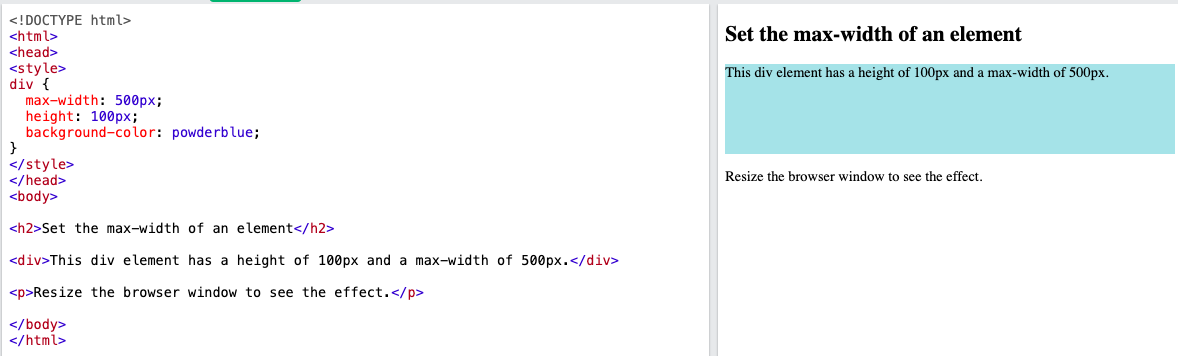 <!DOCTYPE html>
<html>
<head>
<style>
div {
  max-width: 500px;
  height: 100px;
  background-color: powderblue;
}
</style>
</head>
<body>

<h2>Set the max-width of an element</h2>

<div>This div element has a height of 100px and a max-width of 500px.</div>

<p>Resize the browser window to see the effect.</p>

</body>
</html>
Set the max-width of an element
This div element has a height of 100px and a max-width of 500px.
Resize the browser window to see the effect.